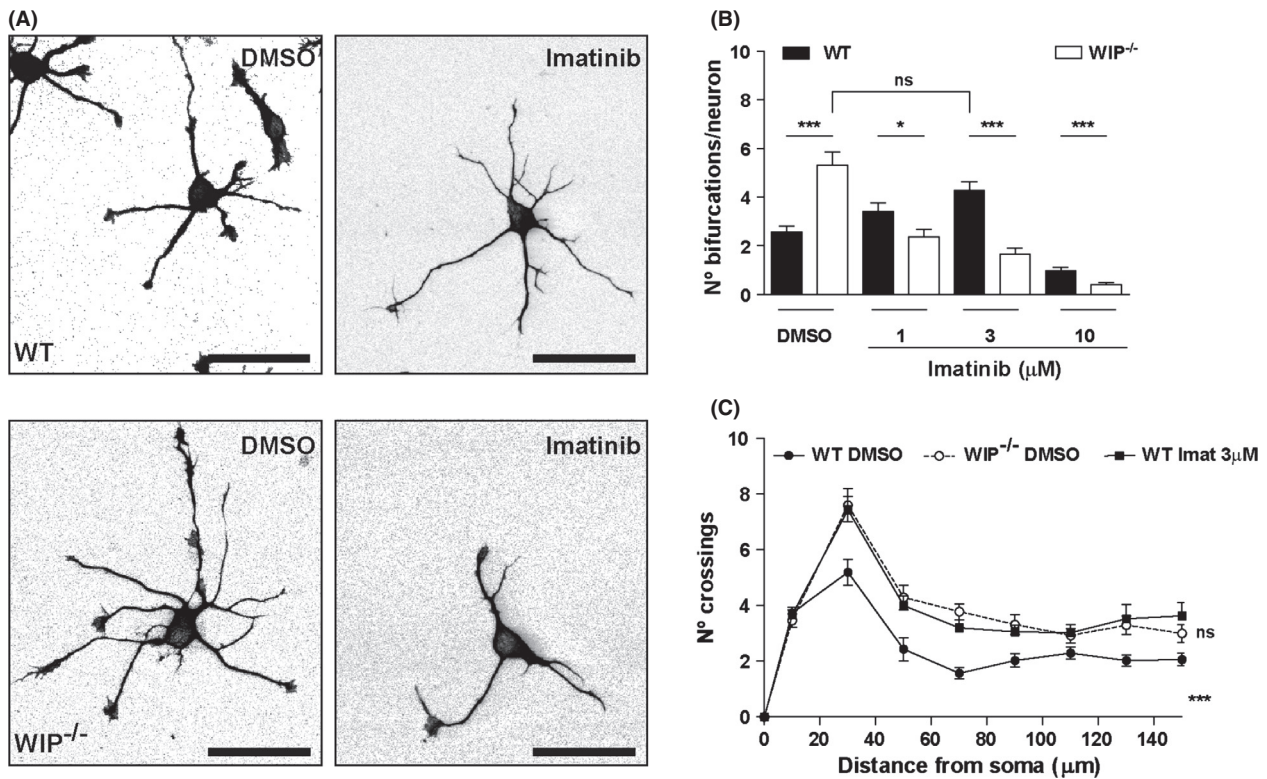 (A)
DMSO
Imatinib
WT
DMSO
Imatinib
WIP-/-
(B)
10
8
6
4
2
0
Nº bifurcations/neuron
WT
WIP-/-
ns
*** * *** ***
DMSO 1 3 10
Imatinib (μM)
(C)
10
8
6
4
2
0
Nº crossings
WT DMSO WIP-/- DMSO WT Imat 3μM
ns
***
0 20 40 60 80 100 120 140
Distance from soma (μm)